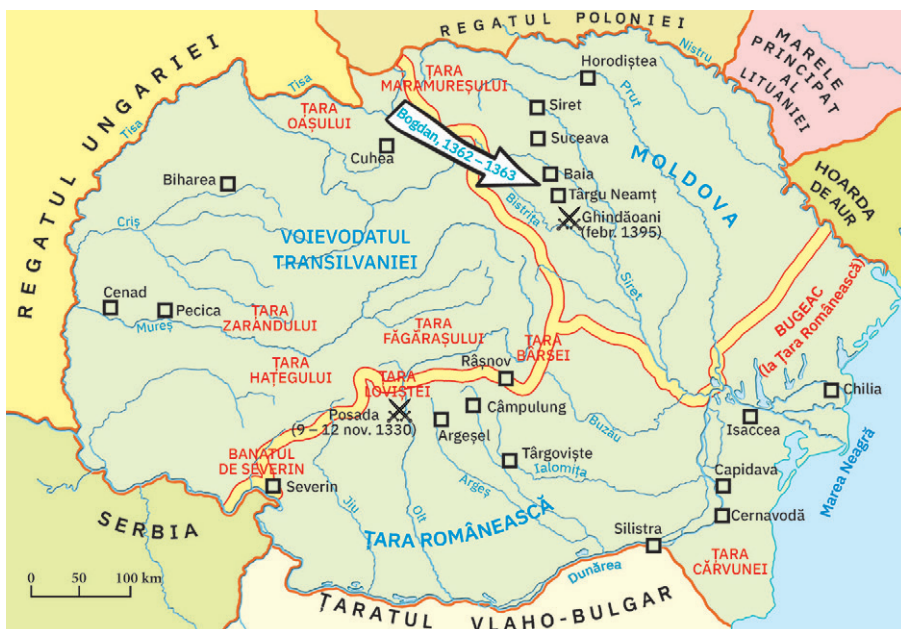 REGATUL POLONIEI
MARELE
PRINCIPAT
AL
LITUANIEI
REGATUL UNGARIEI
Tisa
Tisa
Tisa
ȚARA
MARAMUREȘULUI
Horodiștea
Nistru
Prut
ȚARA
OAȘULUI
Siret
Bogdan, 1362 – 1363
Suceava
Cuhea
MOLDOVA
Baia
Biharea
Târgu Neamț
HOARDA
DE AUR
Bistrița
Ghindăoani
(febr. 1395)
Criș
VOIEVODATUL
TRANSILVANIEI
Siret
BUGEAC
(la Țara Românească)
Cenad
Pecica
Mureș
ȚARA
ZARANDULUI
ȚARA
FĂGĂRAȘULUI
ȚARA
BÂRSEI
ȚARA
HAȚEGULUI
Râșnov
ȚARA
LOVIȘTEI
Chilia
Câmpulung
Posada
(9 – 12 nov. 1330)
Argeșel
Buzău
Isaccea
BANATUL
DE SEVERIN
Târgoviște
Ialomița
Severin
Argeș
Capidava
Marea Neagră
Jiu
Olt
Cernavodă
SERBIA
ȚARA ROMÂNEASCĂ
Silistra
ȚARA
CĂRVUNEI
Dunărea
0 50 100 km
ȚARATUL VLAHO-BULGAR